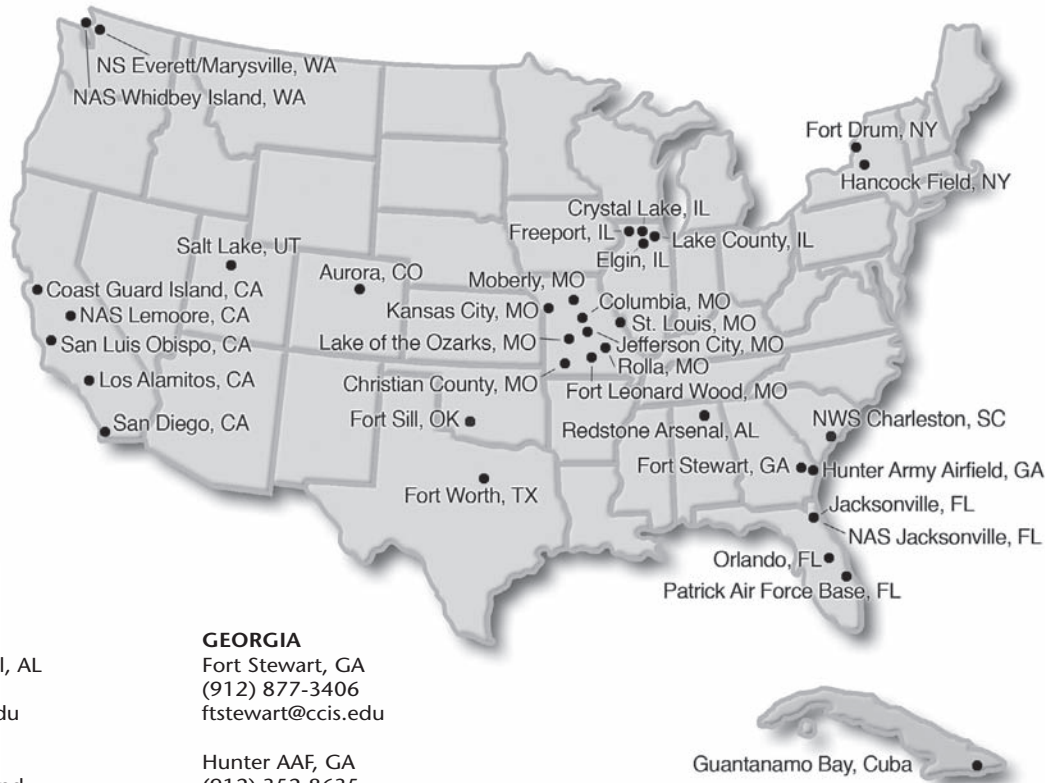 NS Everett/Marysville, WA
NAS Whidbey Island, WA
Fort Drum, NY
Hancock Field, NY
Crystal Lake, IL
Freeport, IL
Lake County, IL
Elgin, IL
Salt Lake, UT
Aurora, CO
Moberly, MO
Coast Guard Island, CA
Kansas City, MO
Columbia, MO
NAS Lemoore, CA
St. Louis, MO
San Luis Obispo, CA
Lake of the Ozarks, MO
Jefferson City, MO
Rolla, MO
Los Alamitos, CA
Christian County, MO
Fort Leonard Wood, MO
San Diego, CA
Fort Sill, OK
Redstone Arsenal, AL
NWS Charleston, SC
Fort Stewart, GA
Hunter Army Airfield, GA
Fort Worth, TX
Jacksonville, FL
NAS Jacksonville, FL
Orlando, FL
Patrick Air Force Base, FL
Guantanamo Bay, Cuba
AL
GEORGIA
Fort Stewart, GA
(912) 877-3406
ftstewart@ccis.edu
Hunter AAF, GA
(912) 352-8635